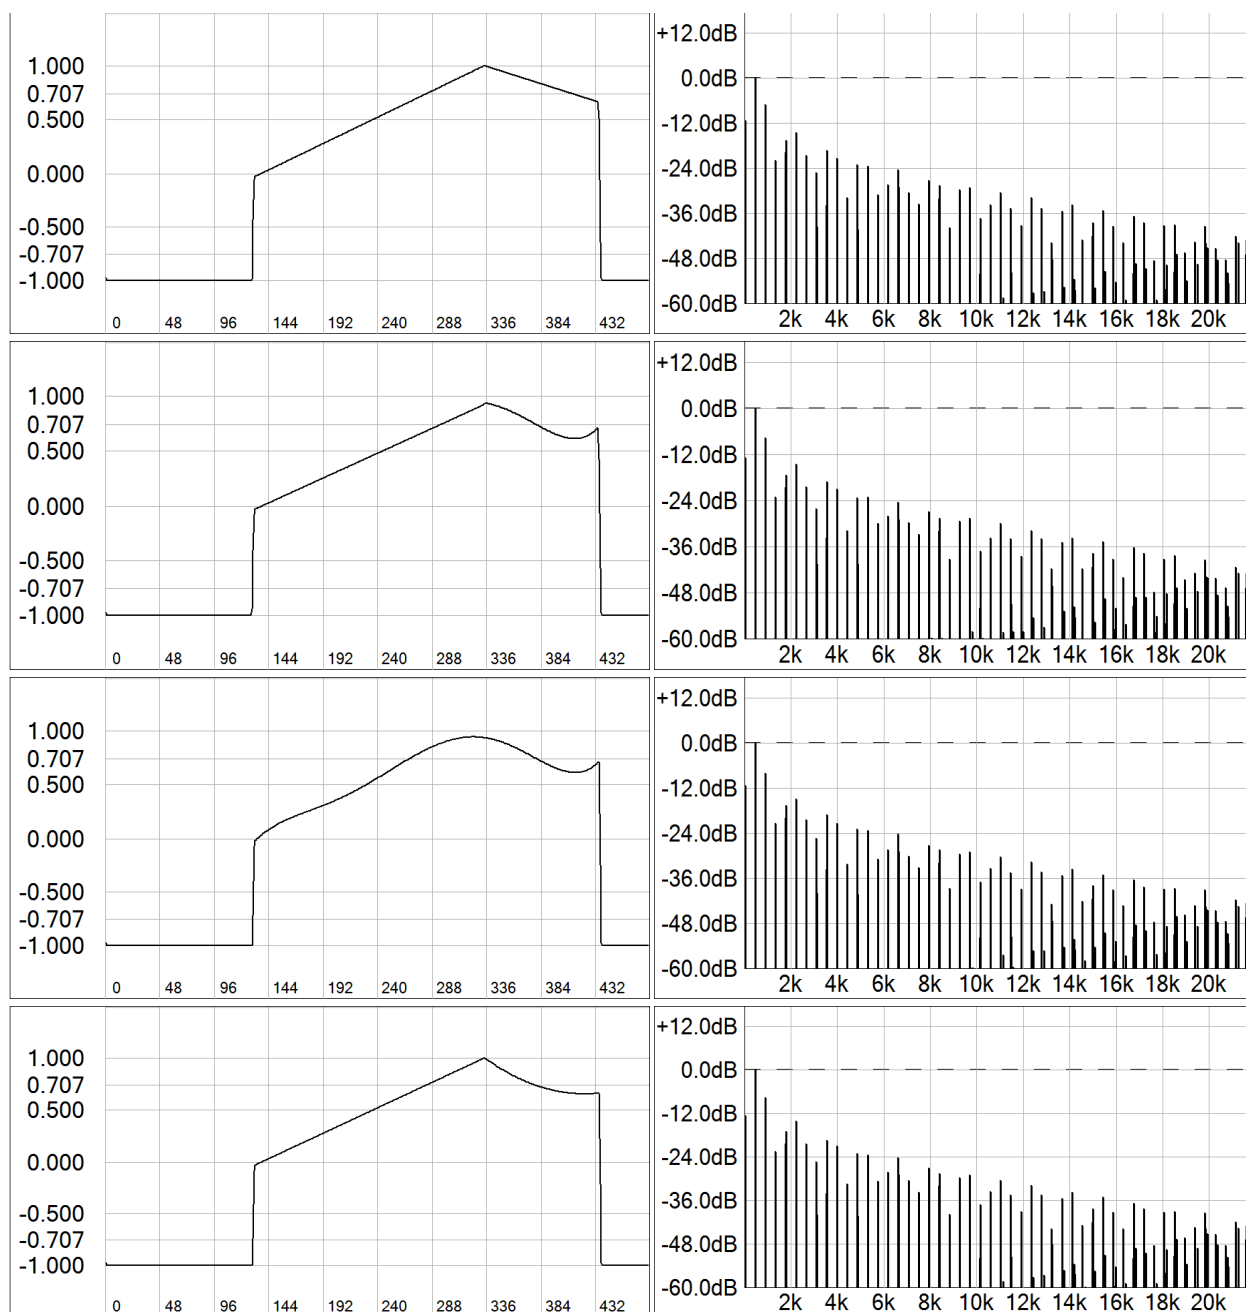 1.000
0.707
0.500
0.000
-0.500
-0.707
-1.000
0 48 96 144 192 240 288 336 384 432
+12.0dB
0.0dB
-12.0dB
-24.0dB
-36.0dB
-48.0dB
-60.0dB
2k 4k 6k 8k 10k 12k 14k 16k 18k 20k
1.000
0.707
0.500
0.000
-0.500
-0.707
-1.000
0 48 96 144 192 240 288 336 384 432
+12.0dB
0.0dB
-12.0dB
-24.0dB
-36.0dB
-48.0dB
-60.0dB
2k 4k 6k 8k 10k 12k 14k 16k 18k 20k
1.000
0.707
0.500
0.000
-0.500
-0.707
-1.000
0 48 96 144 192 240 288 336 384 432
+12.0dB
0.0dB
-12.0dB
-24.0dB
-36.0dB
-48.0dB
-60.0dB
2k 4k 6k 8k 10k 12k 14k 16k 18k 20k
1.000
0.707
0.500
0.000
-0.500
-0.707
-1.000
0 48 96 144 192 240 288 336 384 432
+12.0dB
0.0dB
-12.0dB
-24.0dB
-36.0dB
-48.0dB
-60.0dB
2k 4k 6k 8k 10k 12k 14k 16k 18k 20k